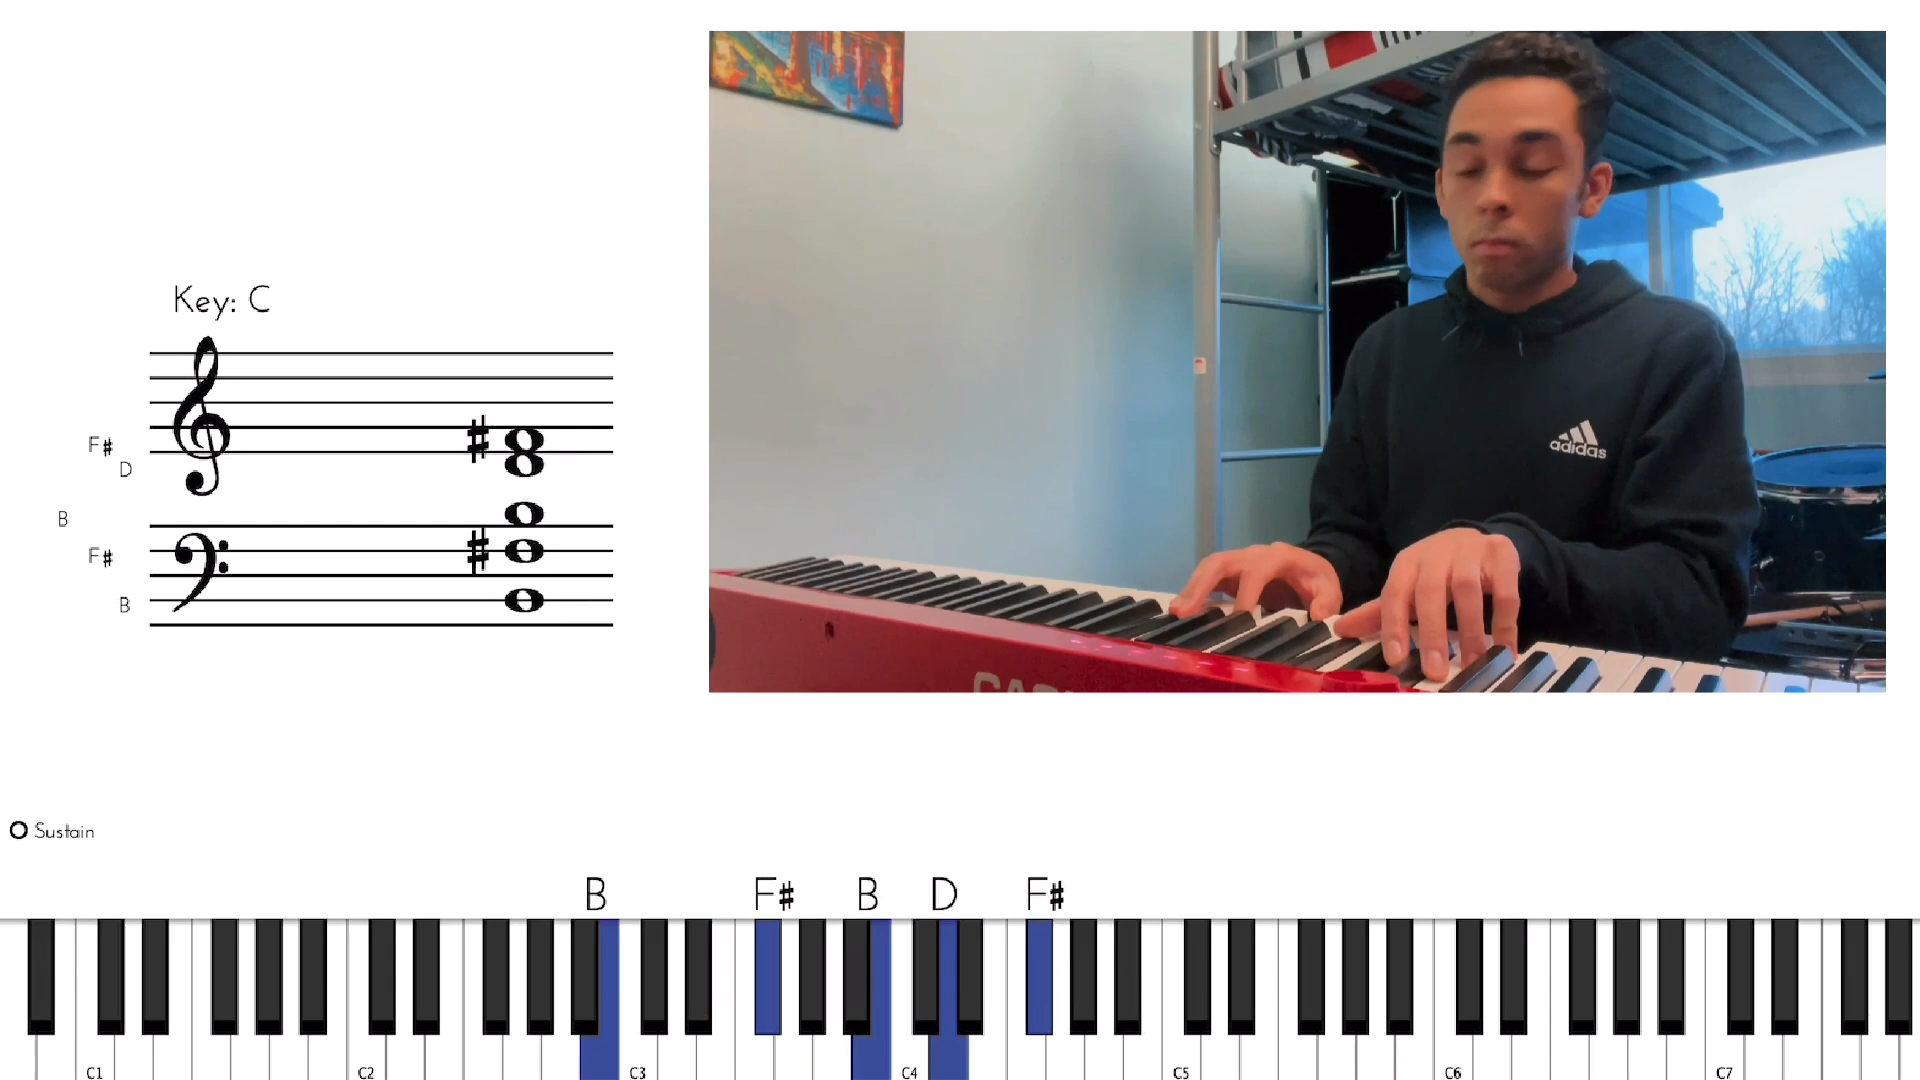 Key: C
F#
D
B
F#
B
adidas
Sustain
B F# B D F#
C1 C2 C3 C4 C5 C6 C7